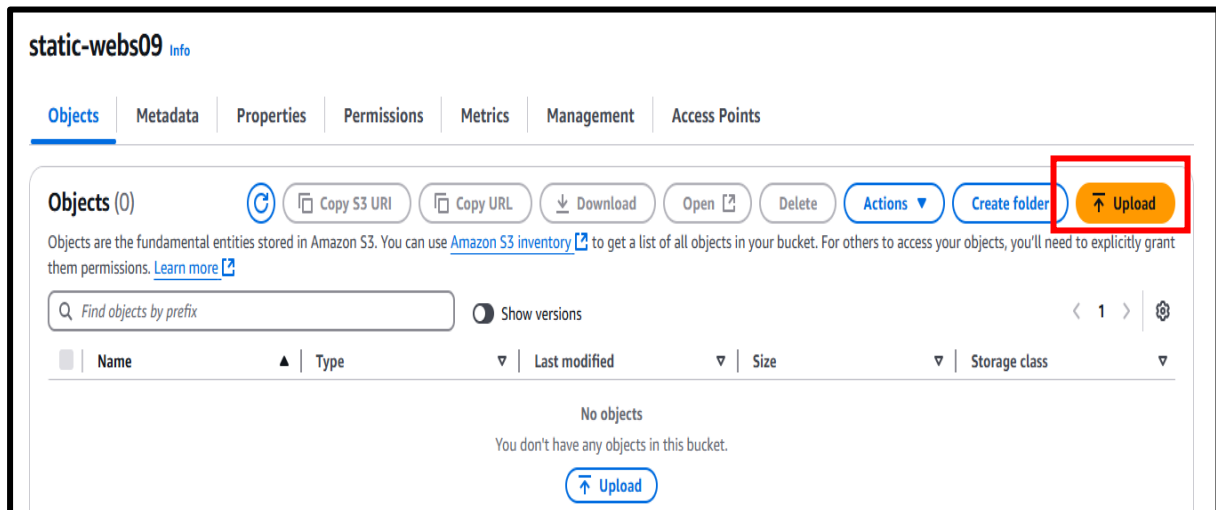 static-webs09 Info
Objects Metadata Properties Permissions Metrics Management Access Points
Objects (0) Copy S3 URI Copy URL Download Open Delete Actions Create folder Upload
Objects are the fundamental entities stored in Amazon S3. You can use Amazon S3 inventory to get a list of all objects in your bucket. For others to access your objects, you'll need to explicitly grant
them permissions. Learn more
Find objects by prefix Show versions 1
Name Type Last modified Size Storage class
No objects
You don't have any objects in this bucket.
Upload